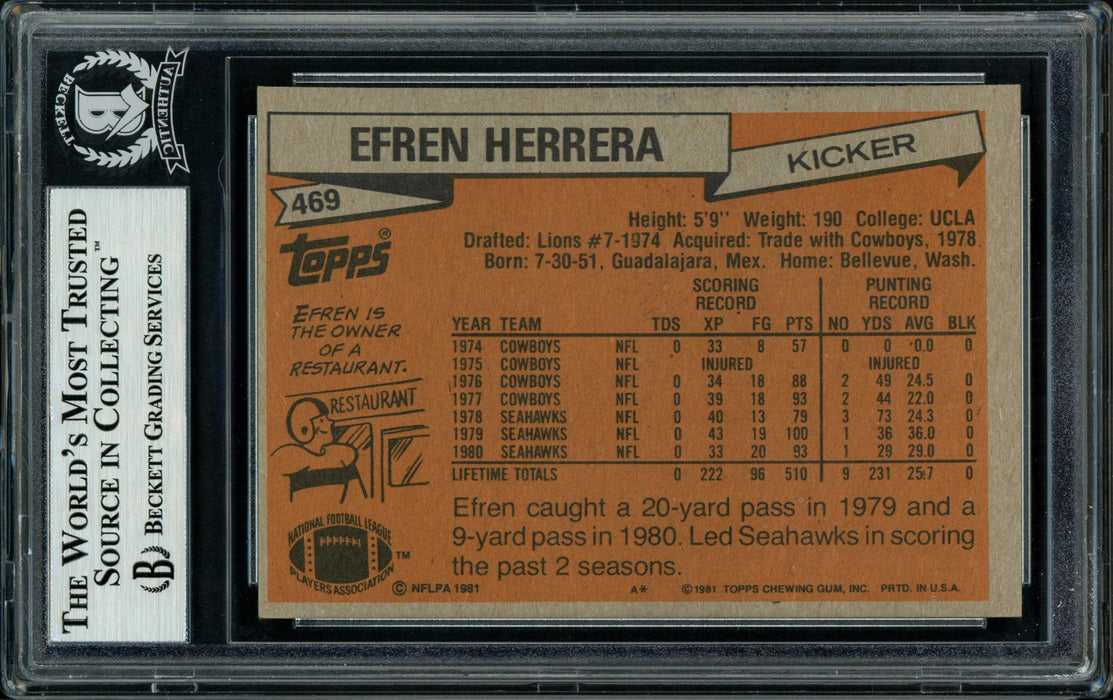 BECKETT
AUTHENTIC
B
THE WORLD'S MOST TRUSTED
SOURCE IN COLLECTING™
BECKETT GRADING SERVICES
B
EFREN HERRERA
KICKER
469
topps®
Height: 5'9'' Weight: 190 College: UCLA
Drafted: Lions #7-1974 Acquired: Trade with Cowboys, 1978
Born: 7-30-51, Guadalajara, Mex. Home: Bellevue, Wash.
EFREN IS
THE OWNER
OF A
RESTAURANT.
RESTAURANT
SCORING PUNTING
RECORD RECORD
YEAR TEAM TDS XP FG PTS NO YDS AVG BLK
1974 COWBOYS NFL 0 33 8 57 0 0 0.0 0
1975 COWBOYS NFL INJURED INJURED
1976 COWBOYS NFL 0 34 18 88 2 49 24.5 0
1977 COWBOYS NFL 0 39 18 93 2 44 22.0 0
1978 SEAHAWKS NFL 0 40 13 79 3 73 24.3 0
1979 SEAHAWKS NFL 0 43 19 100 1 36 36.0 0
1980 SEAHAWKS NFL 0 33 20 93 1 29 29.0 0
LIFETIME TOTALS 0 222 96 510 9 231 25.7 0
Efren caught a 20-yard pass in 1979 and a
9-yard pass in 1980. Led Seahawks in scoring
the past 2 seasons.
NATIONAL FOOTBALL LEAGUE
PLAYERS ASSOCIATION
™
© NFLPA 1981
A* © 1981 TOPPS CHEWING GUM, INC. PRTD. IN U.S.A.